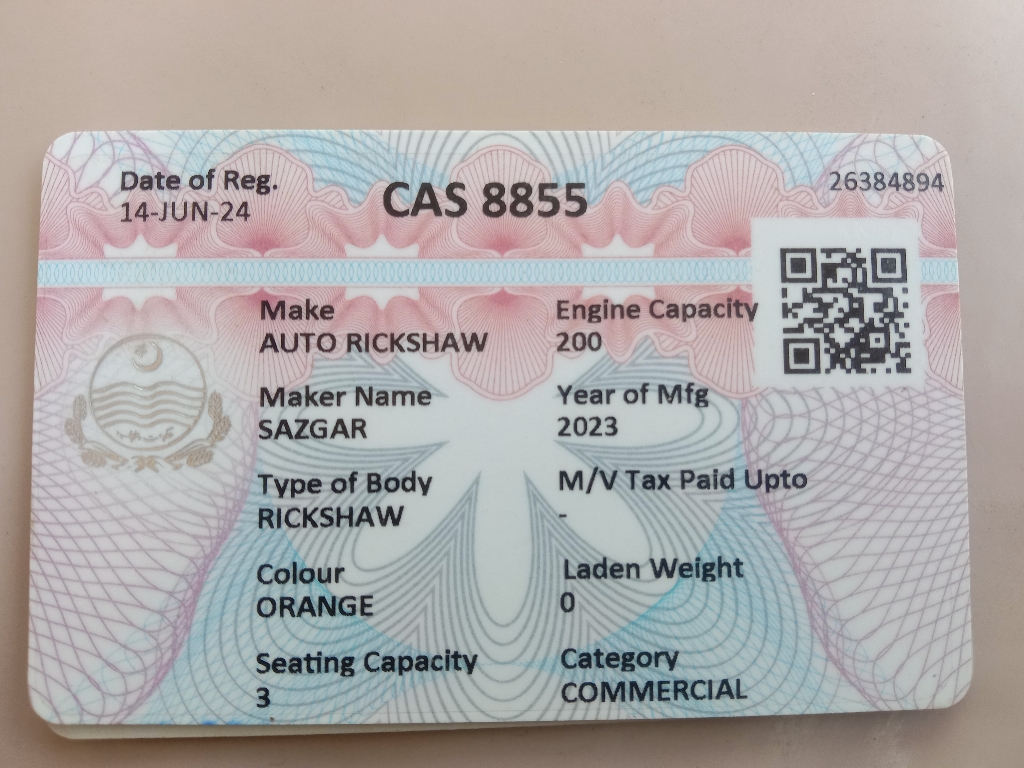 Date of Reg.
14-JUN-24
CAS 8855
26384894
Make
AUTO RICKSHAW
Engine Capacity
200
Maker Name
SAZGAR
Year of Mfg
2023
Type of Body
RICKSHAW
M/V Tax Paid Upto
-
Colour
ORANGE
Laden Weight
0
Seating Capacity
3
Category
COMMERCIAL